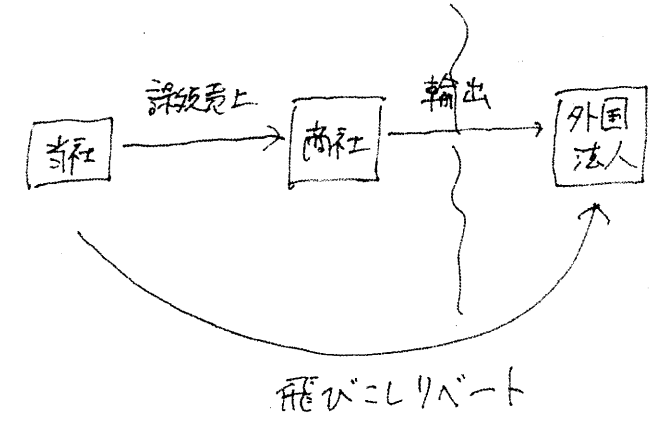 課税売上
輸出
当社
商社
外国
法人
飛びこしリベート